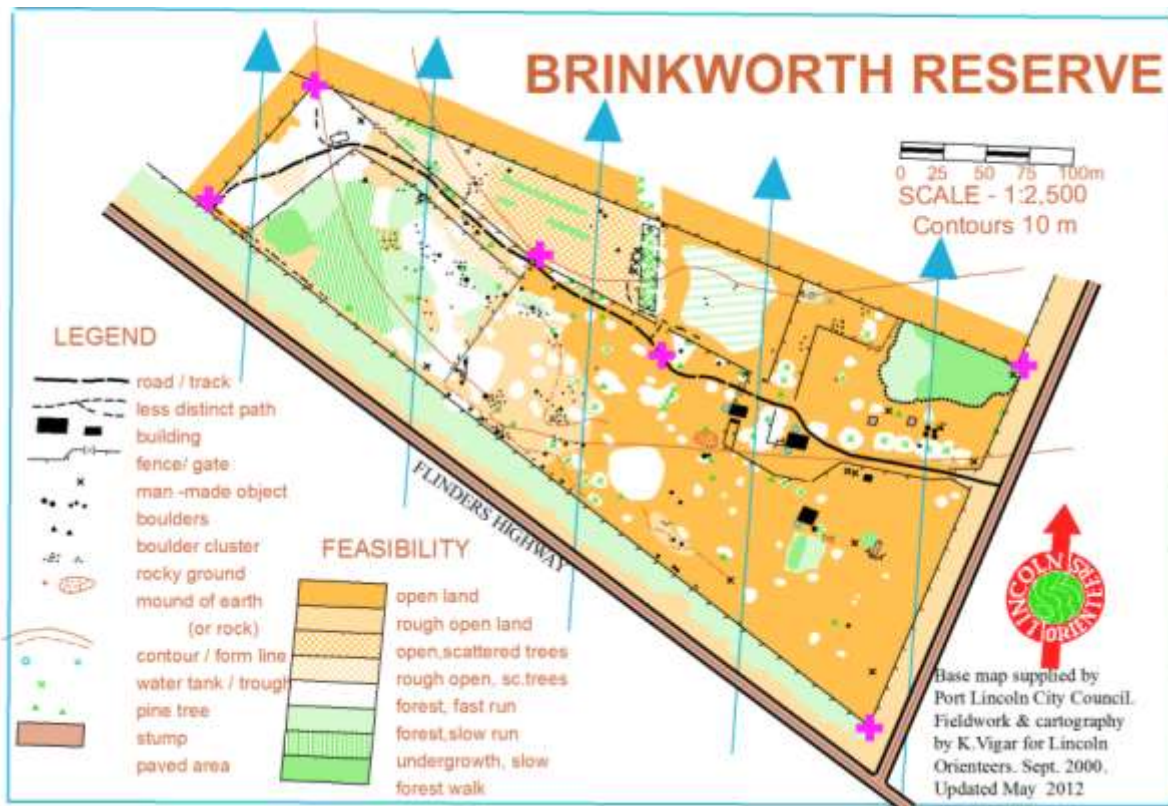 BRINKWORTH RESERVE
0 25 50 75 100m
SCALE - 1:2,500
Contours 10 m
LEGEND
road / track
less distinct path
building
fence/ gate
man -made object
boulders
boulder cluster
rocky ground
mound of earth
(or rock)
contour / form line
water tank / trough
pine tree
stump
paved area
FEASIBILITY
open land
rough open land
open,scattered trees
rough open, sc.trees
forest, fast run
forest,slow run
undergrowth, slow
forest walk
FLINDERS HIGHWAY
LINCOLN
ORIENTEERS
Base map supplied by
Port Lincoln City Council.
Fieldwork & cartography
by K.Vigar for Lincoln
Orienteers. Sept. 2000.
Updated May 2012